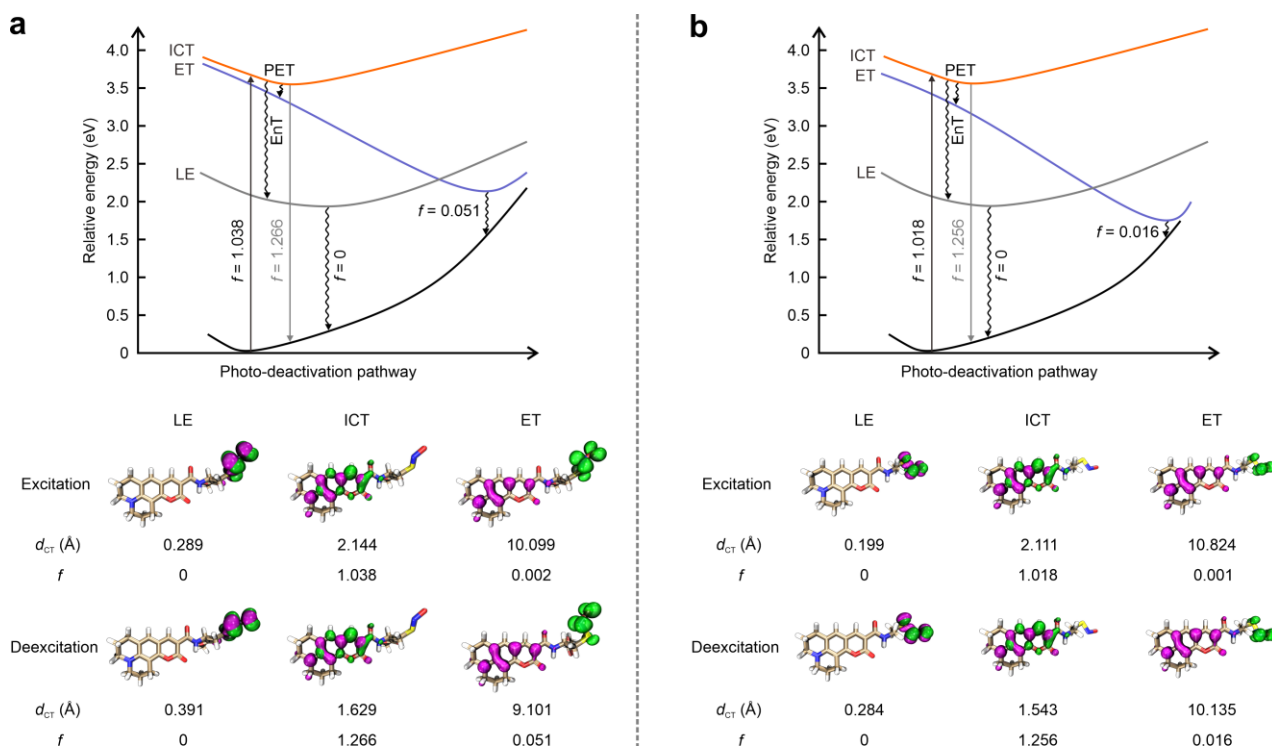 a
4.0
3.5
3.0
2.5
2.0
1.5
1.0
0.5
0
Relative energy (eV)
ICT
ET
LE
PET
EnT
f = 1.038
f = 1.266
f = 0
f = 0.051
Photo-deactivation pathway
LE ICT ET
Excitation
dCT (Å) 0.289 2.144 10.099
f 0 1.038 0.002
Deexcitation
dCT (Å) 0.391 1.629 9.101
f 0 1.266 0.051
b
4.0
3.5
3.0
2.5
2.0
1.5
1.0
0.5
0
Relative energy (eV)
ICT
ET
LE
PET
EnT
f = 1.018
f = 1.256
f = 0
f = 0.016
Photo-deactivation pathway
LE ICT ET
Excitation
dCT (Å) 0.199 2.111 10.824
f 0 1.018 0.001
Deexcitation
dCT (Å) 0.284 1.543 10.135
f 0 1.256 0.016